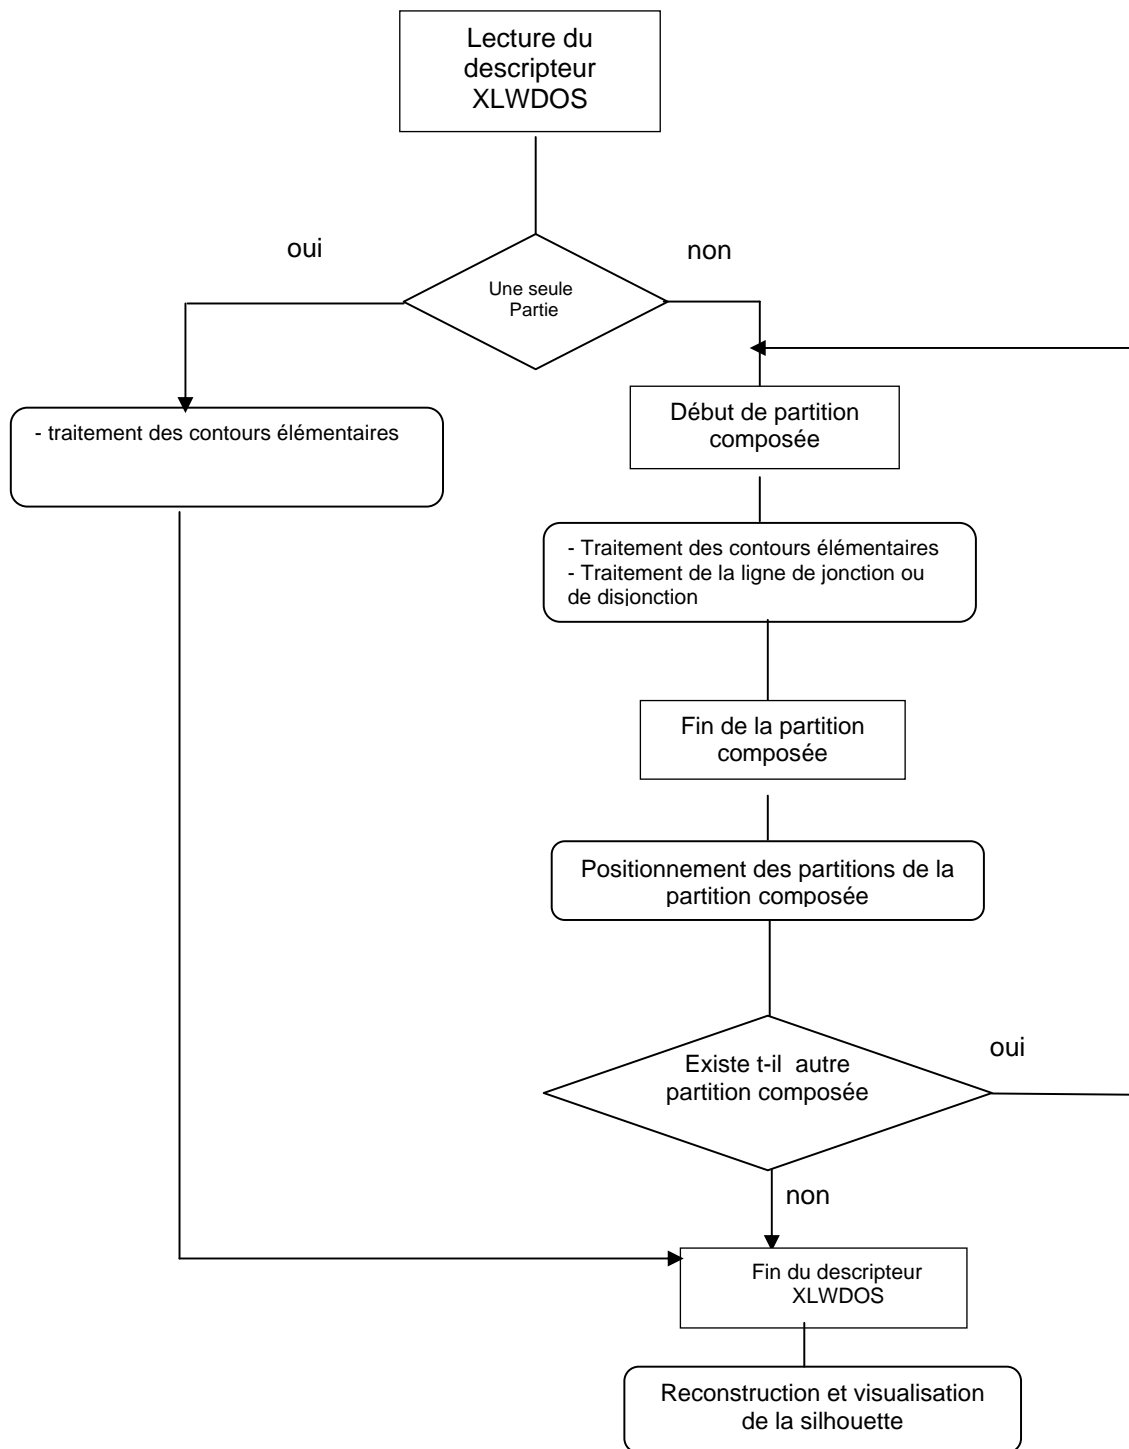 Lecture du
descripteur
XLWDOS
oui
non
Une seule
Partie
- traitement des contours élémentaires
Début de partition
composée
- Traitement des contours élémentaires
- Traitement de la ligne de jonction ou
de disjonction
Fin de la partition
composée
Positionnement des partitions de la
partition composée
Existe t-il autre
partition composée
oui
non
Fin du descripteur
XLWDOS
Reconstruction et visualisation
de la silhouette